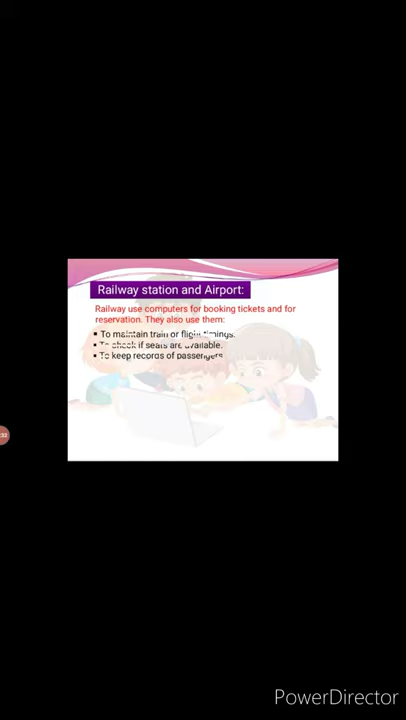 Railway station and Airport:
Railway use computers for booking tickets and for
reservation. They also use them:
▪ To maintain train or flight timings.
▪ To check if seats are available.
▪ To keep records of passengers
:32
PowerDirector